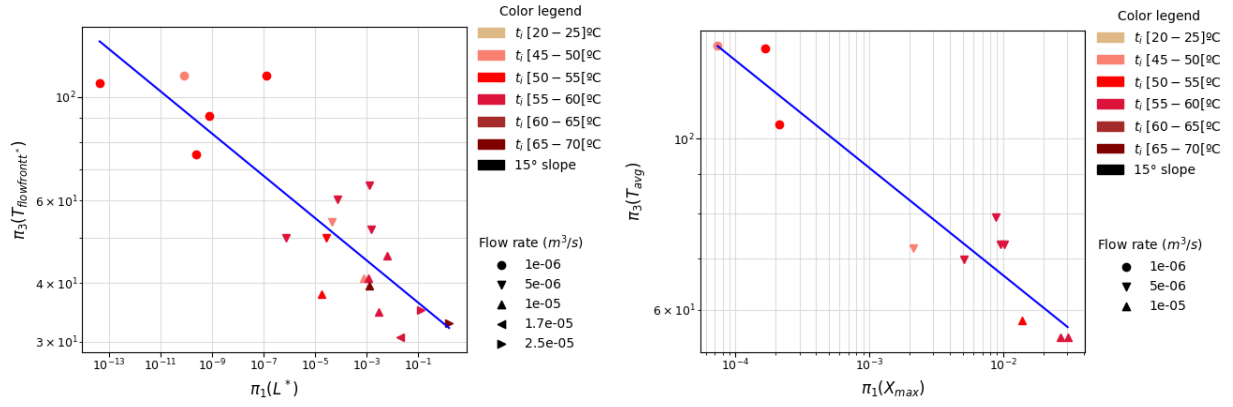 Color legend
t_i [20 − 25]ºC
t_i [45 − 50[ºC
t_i [50 − 55[ºC
t_i [55 − 60[ºC
t_i [60 − 65[ºC
t_i [65 − 70[ºC
15° slope
Flow rate (m³/s)
1e-06
5e-06
1e-05
1.7e-05
2.5e-05
π₃(T_{flowfrontt*})
10²
6 × 10¹
4 × 10¹
3 × 10¹
10⁻¹³ 10⁻¹¹ 10⁻⁹ 10⁻⁷ 10⁻⁵ 10⁻³ 10⁻¹
π₁(L*)
Color legend
t_i [20 − 25]ºC
t_i [45 − 50[ºC
t_i [50 − 55[ºC
t_i [55 − 60[ºC
t_i [60 − 65[ºC
t_i [65 − 70[ºC
15° slope
Flow rate (m³/s)
1e-06
5e-06
1e-05
π₃(T_{avg})
10²
6 × 10¹
10⁻⁴ 10⁻³ 10⁻²
π₁(X_{max})